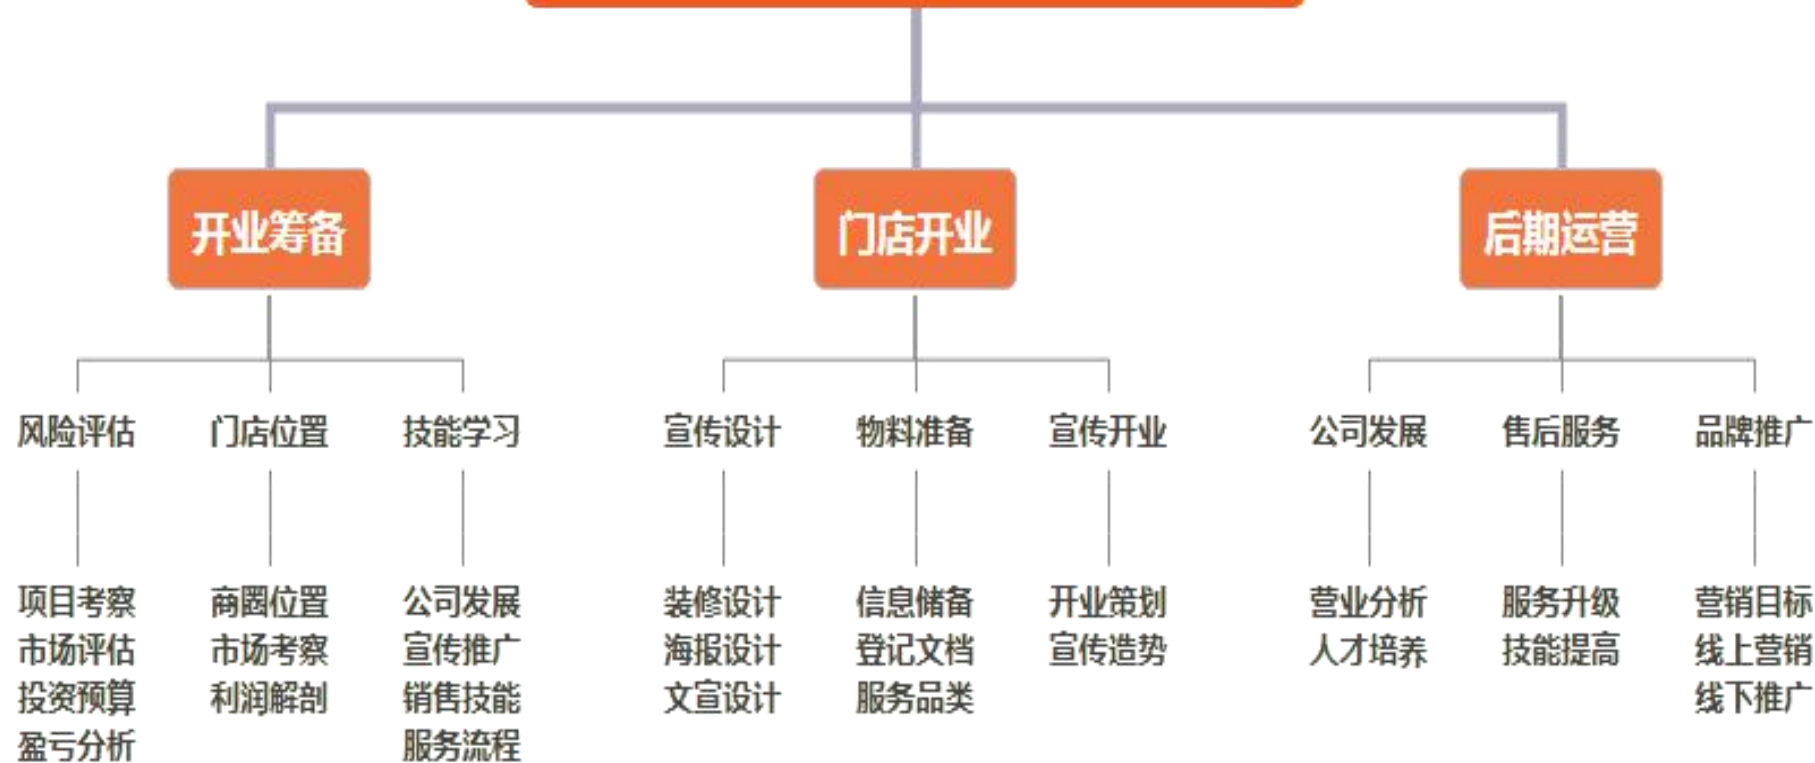 开业筹备
门店开业
后期运营
风险评估
门店位置
技能学习
宣传设计
物料准备
宣传开业
公司发展
售后服务
品牌推广
项目考察
市场评估
投资预算
盈亏分析
商圈位置
市场考察
利润解剖
公司发展
宣传推广
销售技能
服务流程
装修设计
海报设计
文宣设计
信息储备
登记文档
服务品类
开业策划
宣传造势
营业分析
人才培养
服务升级
技能提高
营销目标
线上营销
线下推广